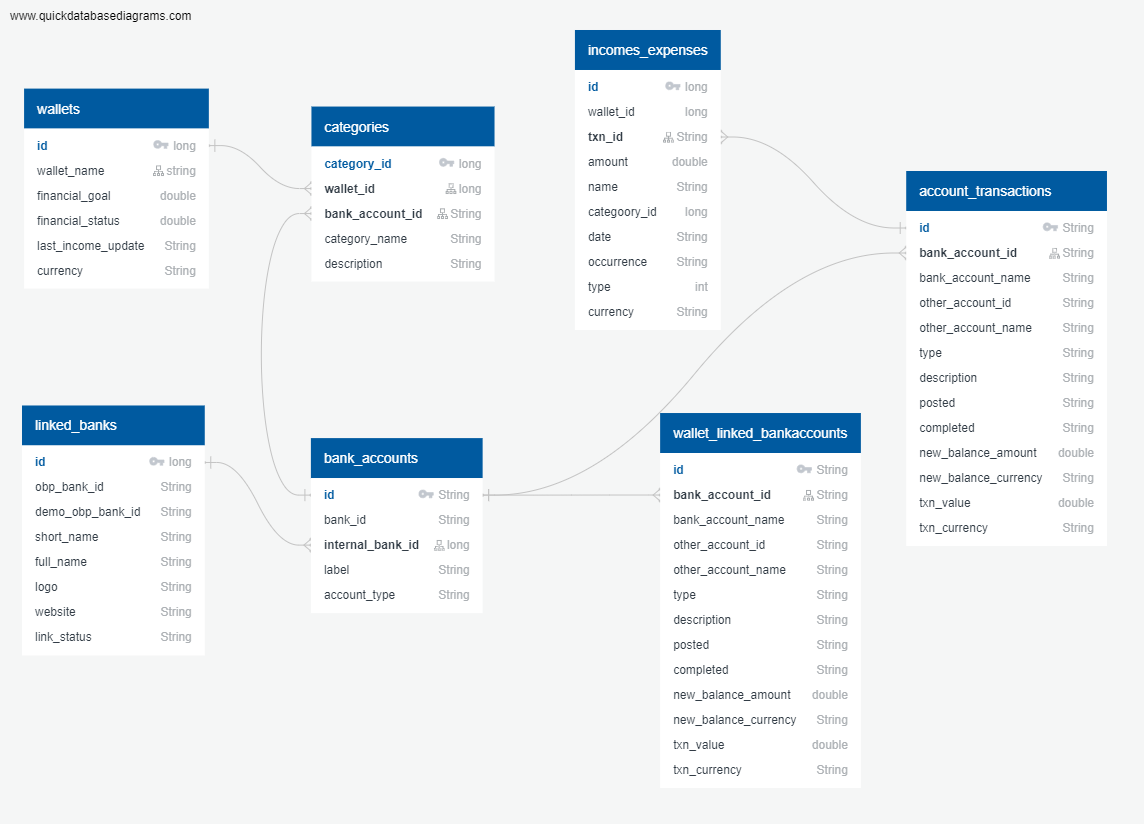 www.quickdatabasediagrams.com
wallets
id long
wallet_name string
financial_goal double
financial_status double
last_income_update String
currency String
categories
category_id long
wallet_id long
bank_account_id String
category_name String
description String
incomes_expenses
id long
wallet_id long
txn_id String
amount double
name String
categoory_id long
date String
occurrence String
type int
currency String
account_transactions
id String
bank_account_id String
bank_account_name String
other_account_id String
other_account_name String
type String
description String
posted String
completed String
new_balance_amount double
new_balance_currency String
txn_value double
txn_currency String
linked_banks
id long
obp_bank_id String
demo_obp_bank_id String
short_name String
full_name String
logo String
website String
link_status String
bank_accounts
id String
bank_id String
internal_bank_id long
label String
account_type String
wallet_linked_bankaccounts
id String
bank_account_id String
bank_account_name String
other_account_id String
other_account_name String
type String
description String
posted String
completed String
new_balance_amount double
new_balance_currency String
txn_value double
txn_currency String